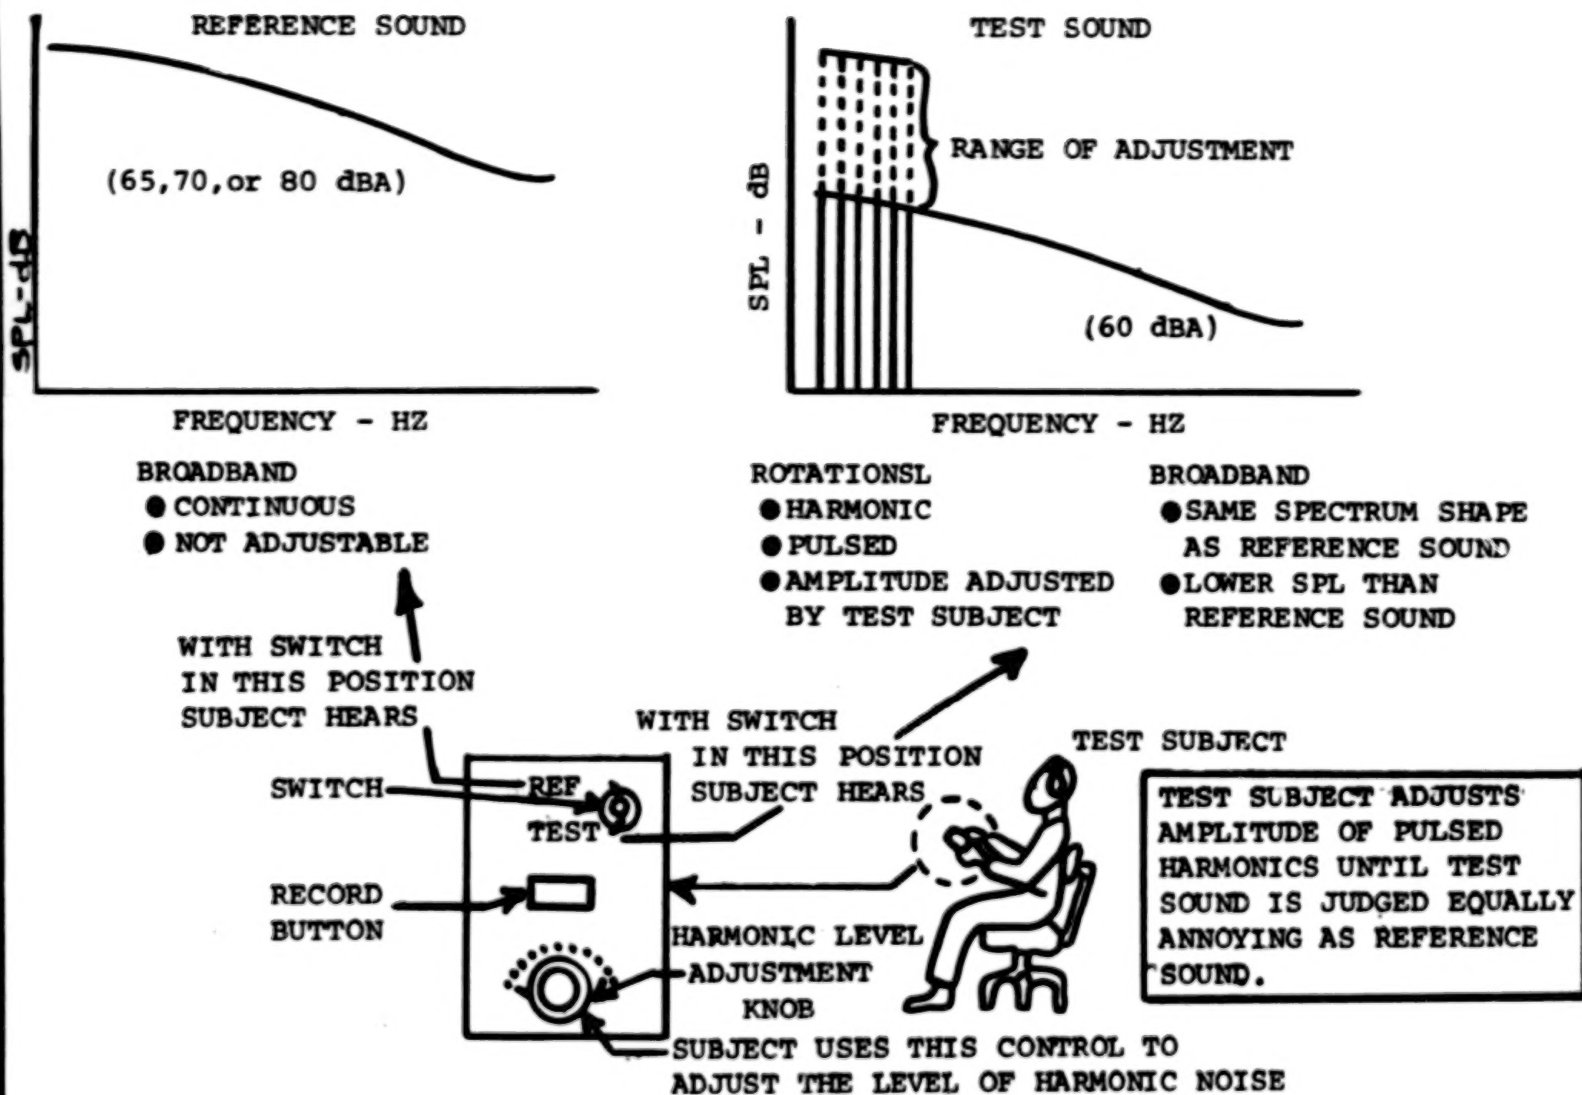 REFERENCE SOUND
SPL-dB
(65,70,or 80 dBA)
FREQUENCY - HZ
BROADBAND
● CONTINUOUS
● NOT ADJUSTABLE
TEST SOUND
SPL - dB
RANGE OF ADJUSTMENT
(60 dBA)
FREQUENCY - HZ
ROTATIONSL
● HARMONIC
● PULSED
● AMPLITUDE ADJUSTED
BY TEST SUBJECT
BROADBAND
● SAME SPECTRUM SHAPE
AS REFERENCE SOUND
● LOWER SPL THAN
REFERENCE SOUND
WITH SWITCH
IN THIS POSITION
SUBJECT HEARS
SWITCH
REF
TEST
RECORD
BUTTON
WITH SWITCH
IN THIS POSITION
SUBJECT HEARS
HARMONIC LEVEL
ADJUSTMENT
KNOB
SUBJECT USES THIS CONTROL TO
ADJUST THE LEVEL OF HARMONIC NOISE
TEST SUBJECT
TEST SUBJECT ADJUSTS
AMPLITUDE OF PULSED
HARMONICS UNTIL TEST
SOUND IS JUDGED EQUALLY
ANNOYING AS REFERENCE
SOUND.